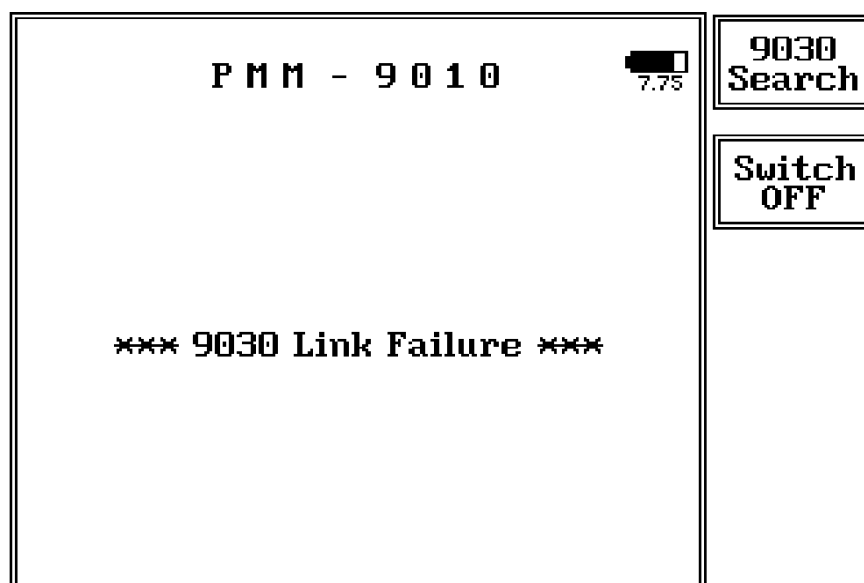 PMM - 9010
7.75
*** 9030 Link Failure ***
9030
Search
Switch
OFF